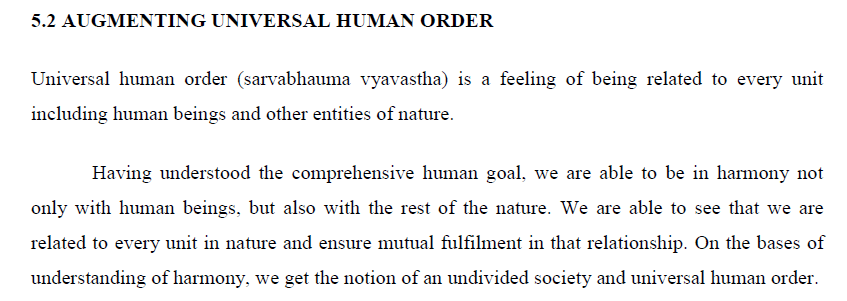 5.2 AUGMENTING UNIVERSAL HUMAN ORDER
Universal human order (sarvabhauma vyavastha) is a feeling of being related to every unit
including human beings and other entities of nature.
Having understood the comprehensive human goal, we are able to be in harmony not
only with human beings, but also with the rest of the nature. We are able to see that we are
related to every unit in nature and ensure mutual fulfilment in that relationship. On the bases of
understanding of harmony, we get the notion of an undivided society and universal human order.